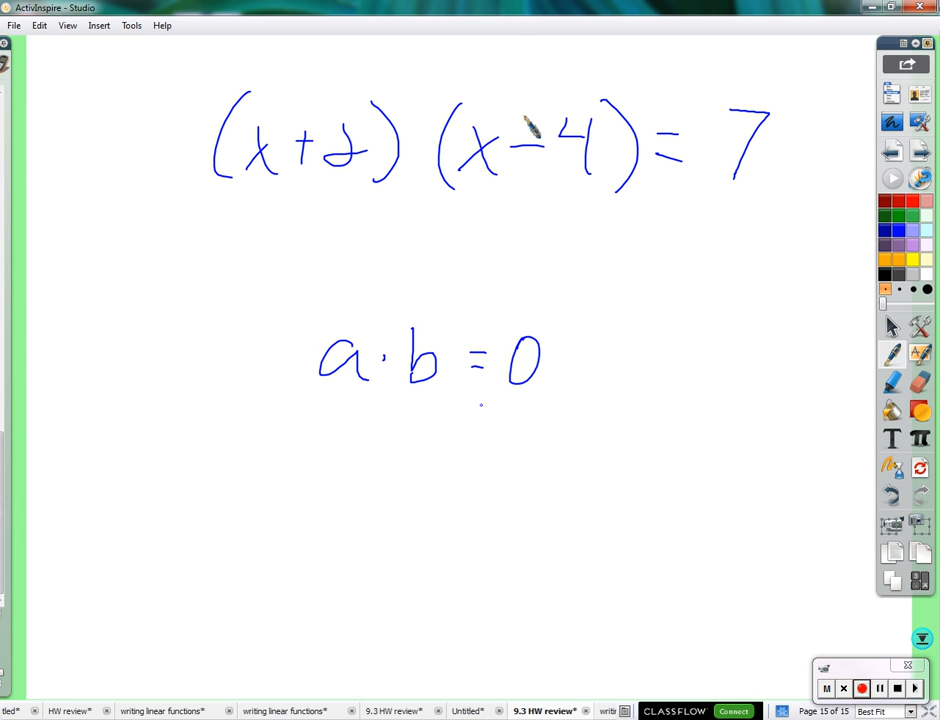 ActivInspire - Studio
File Edit View Insert Tools Help
(x+2) (x-4) = 7
a·b = 0
HW review* writing linear functions* writing linear functions* 9.3 HW review* Untitled* 9.3 HW review* CLASSFLOW Connect Page 15 of 15 Best Fit
M